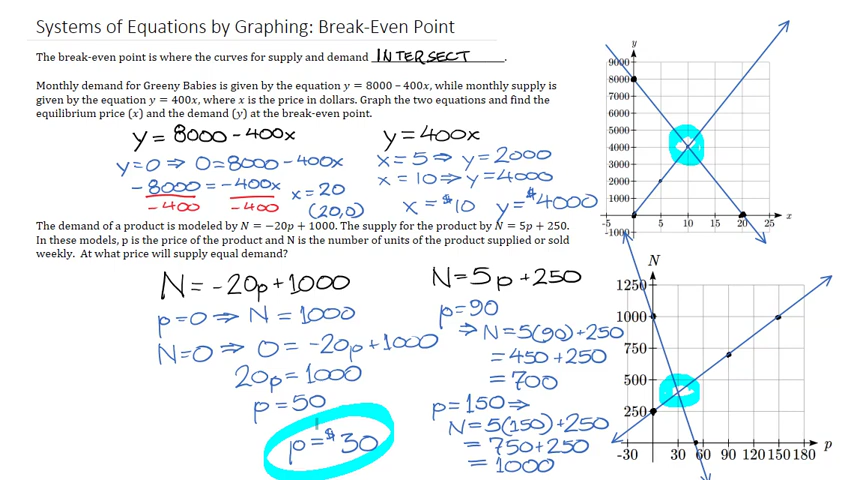 Systems of Equations by Graphing: Break-Even Point
The break-even point is where the curves for supply and demand INTERSECT.
Monthly demand for Greeny Babies is given by the equation y = 8000 – 400x, while monthly supply is
given by the equation y = 400x, where x is the price in dollars. Graph the two equations and find the
equilibrium price (x) and the demand (y) at the break-even point.
y = 8000 - 400x
y=0 ⇒ 0=8000-400x
-8000 = -400x
-400 -400
x=20
(20,0)
y=400x
x=5 ⇒ y=2000
x=10 ⇒ y=4000
x=$10 y=$4000
y
9000
8000
7000
6000
5000
4000
3000
2000
1000
-5 0 5 10 15 20 25 x
-1000
The demand of a product is modeled by N = −20p + 1000. The supply for the product by N = 5p + 250.
In these models, p is the price of the product and N is the number of units of the product supplied or sold
weekly. At what price will supply equal demand?
N=-20p+1000
p=0 ⇒ N=1000
N=0 ⇒ 0=-20p+1000
20p=1000
p=50
p=$30
N=5p+250
p=90
⇒ N=5(90)+250
=450+250
=700
p=150 ⇒
N=5(150)+250
=750+250
=1000
N
1250
1000
750
500
250
-30 0 30 60 90 120 150 180 p